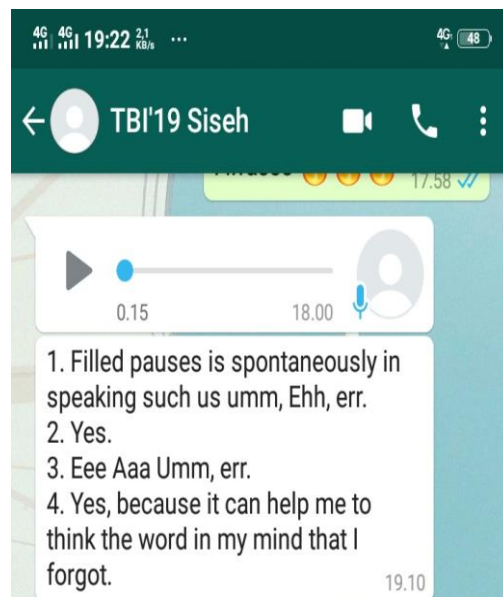 4G 4G 19:22 2,1 KB/s ... 4G 48
TBI'19 Siseh
17.58
0.15 18.00
1. Filled pauses is spontaneously in
speaking such us umm, Ehh, err.
2. Yes.
3. Eee Aaa Umm, err.
4. Yes, because it can help me to
think the word in my mind that I
forgot.
19.10